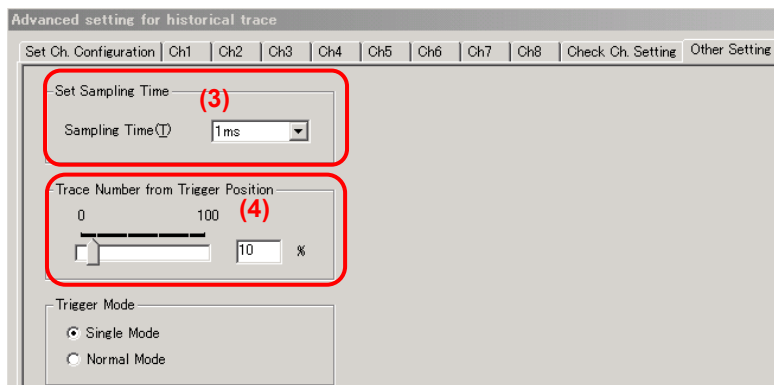 Advanced setting for historical trace
Set Ch. Configuration Ch1 Ch2 Ch3 Ch4 Ch5 Ch6 Ch7 Ch8 Check Ch. Setting Other Setting
Set Sampling Time
(3)
Sampling Time(T) 1ms
Trace Number from Trigger Position
0 100 (4)
10 %
Trigger Mode
Single Mode
Normal Mode